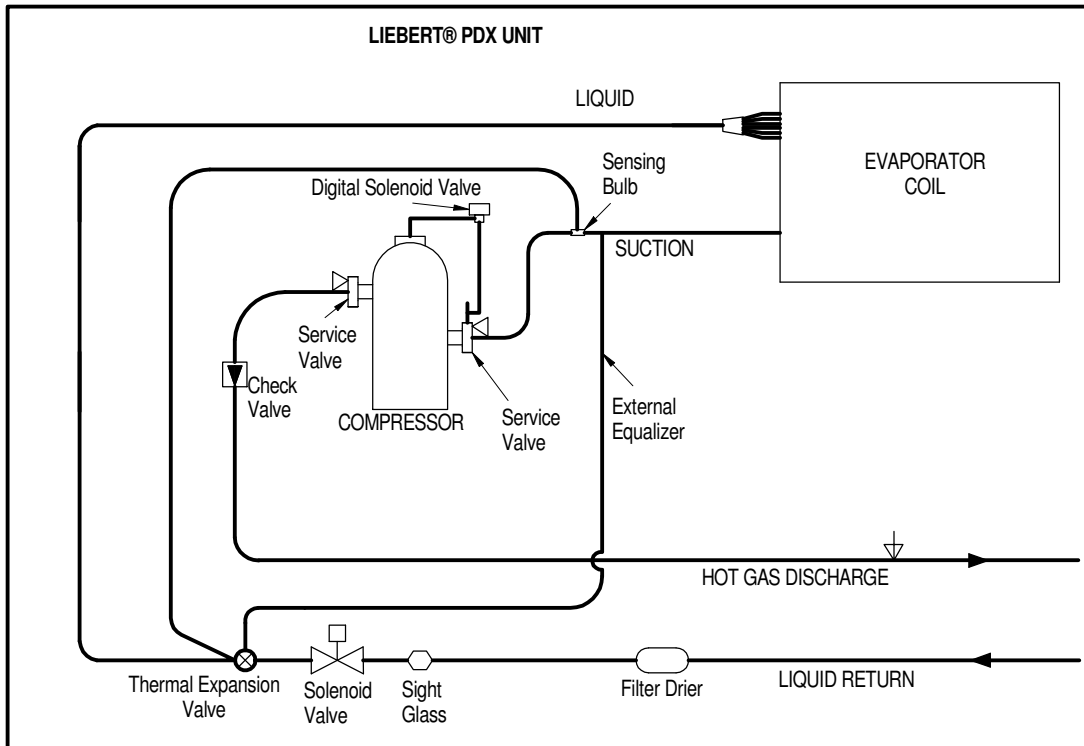 LIEBERT® PDX UNIT
LIQUID
EVAPORATOR
COIL
Sensing
Bulb
Digital Solenoid Valve
SUCTION
Service
Valve
Check
Valve
COMPRESSOR
Service
Valve
External
Equalizer
HOT GAS DISCHARGE
Thermal Expansion
Valve
Solenoid
Valve
Sight
Glass
Filter Drier
LIQUID RETURN